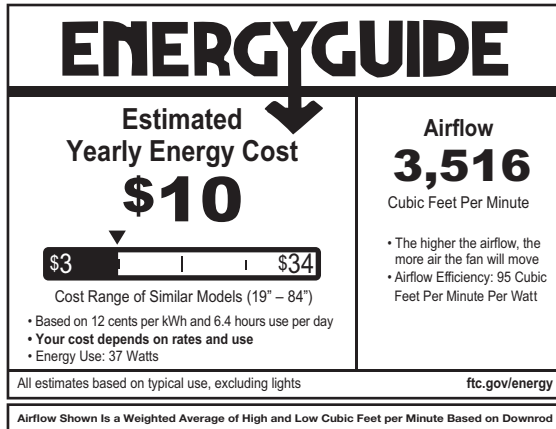 ENERGYGUIDE
Estimated
Yearly Energy Cost
$10
$3
$34
Cost Range of Similar Models (19” – 84”)
• Based on 12 cents per kWh and 6.4 hours use per day
• Your cost depends on rates and use
• Energy Use: 37 Watts
Airflow
3,516
Cubic Feet Per Minute
• The higher the airflow, the
more air the fan will move
• Airflow Efficiency: 95 Cubic
Feet Per Minute Per Watt
All estimates based on typical use, excluding lights
ftc.gov/energy
Airflow Shown Is a Weighted Average of High and Low Cubic Feet per Minute Based on Downrod